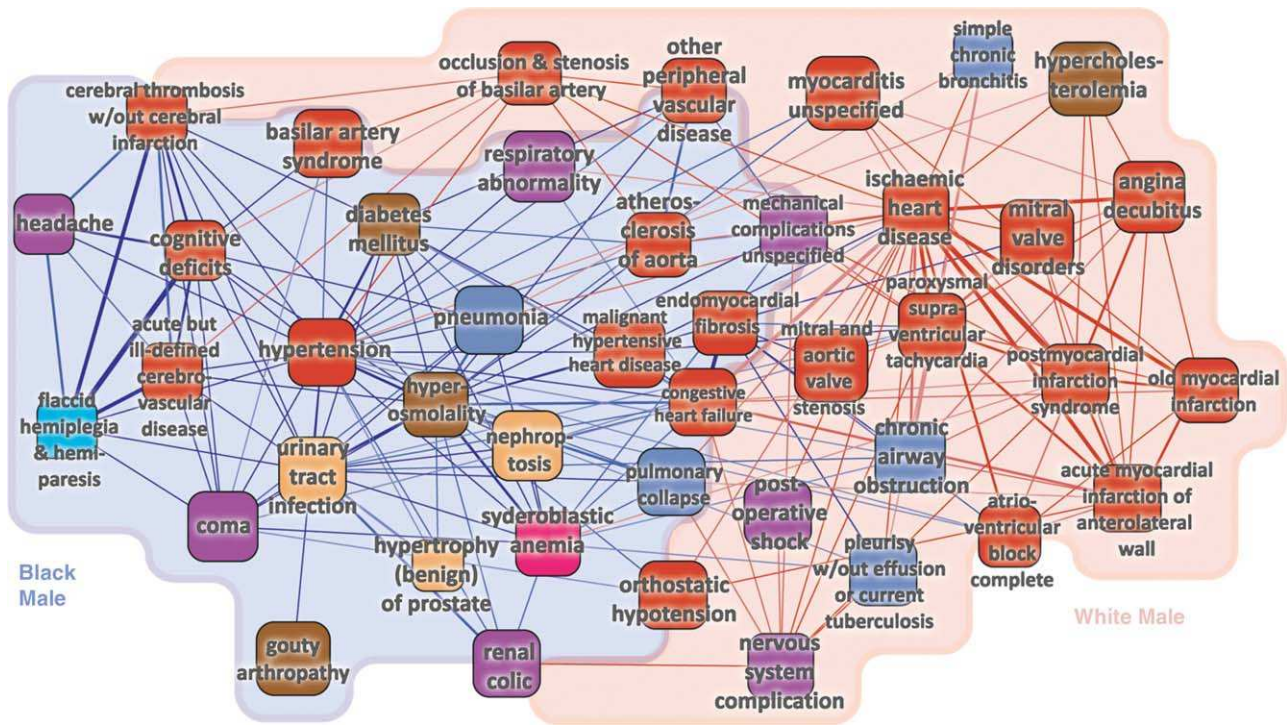 simple
chronic
bronchitis
hypercholes-
terolemia
occlusion & stenosis
of basilar artery
other
peripheral
vascular
disease
myocarditis
unspecified
cerebral thrombosis
w/out cerebral
infarction
basilar artery
syndrome
respiratory
abnormality
ischaemic
heart
disease
angina
decubitus
headache
cognitive
deficits
diabetes
mellitus
atheros-
clerosis
of aorta
mechanical
complications
unspecified
mitral
valve
disorders
acute but
ill-defined
cerebro-
vascular
disease
hypertension
pneumonia
malignant
hypertensive
heart disease
endomyocardial
fibrosis
mitral and
aortic
valve
stenosis
paroxysmal
supra-
ventricular
tachycardia
postmyocardial
infarction
syndrome
old myocardial
infarction
flaccid
hemiplegia
& hemi-
paresis
hyper-
osmolality
congestive
heart failure
urinary
tract
infection
nephrop-
tosis
pulmonary
collapse
chronic
airway
obstruction
acute myocardial
infarction of
anterolateral
wall
coma
syderoblastic
anemia
post-
operative
shock
atrio-
ventricular
block
complete
hypertrophy
(benign)
of prostate
orthostatic
hypotension
pleurisy
w/out effusion
or current
tuberculosis
Black
Male
White Male
gouty
arthropathy
renal
colic
nervous
system
complication